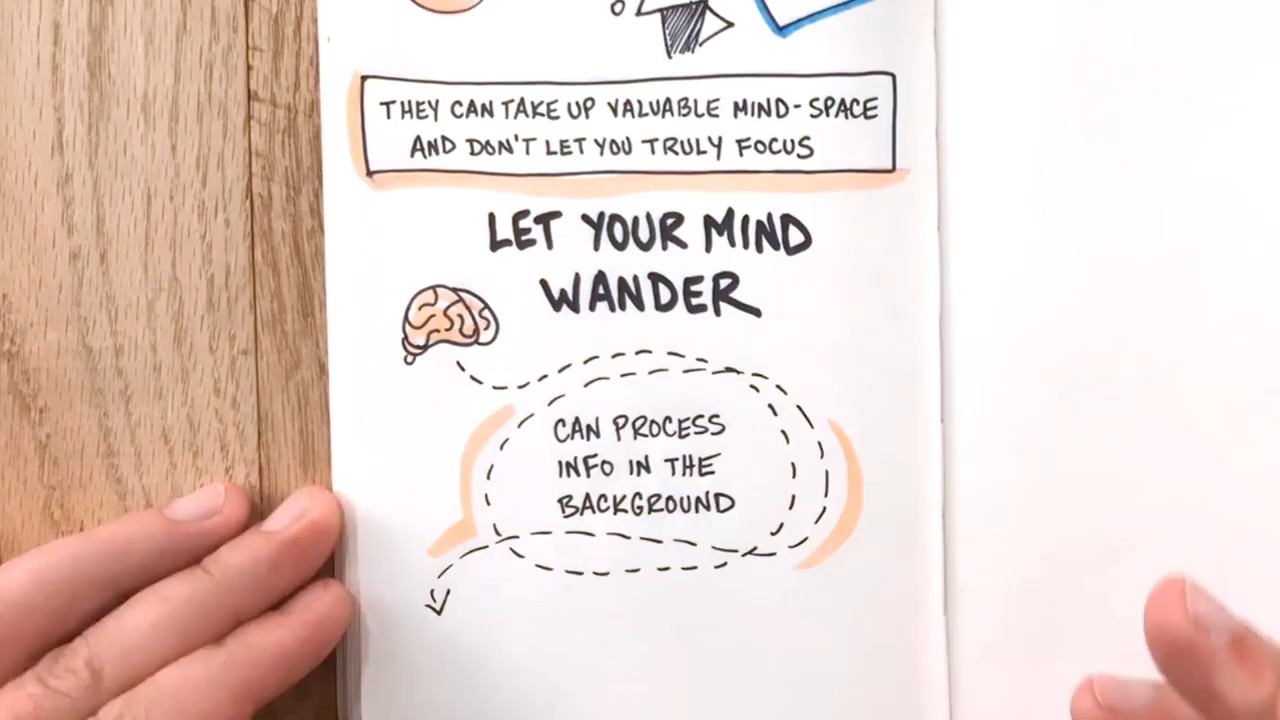 THEY CAN TAKE UP VALUABLE MIND-SPACE
AND DON'T LET YOU TRULY FOCUS
LET YOUR MIND
WANDER
CAN PROCESS
INFO IN THE
BACKGROUND